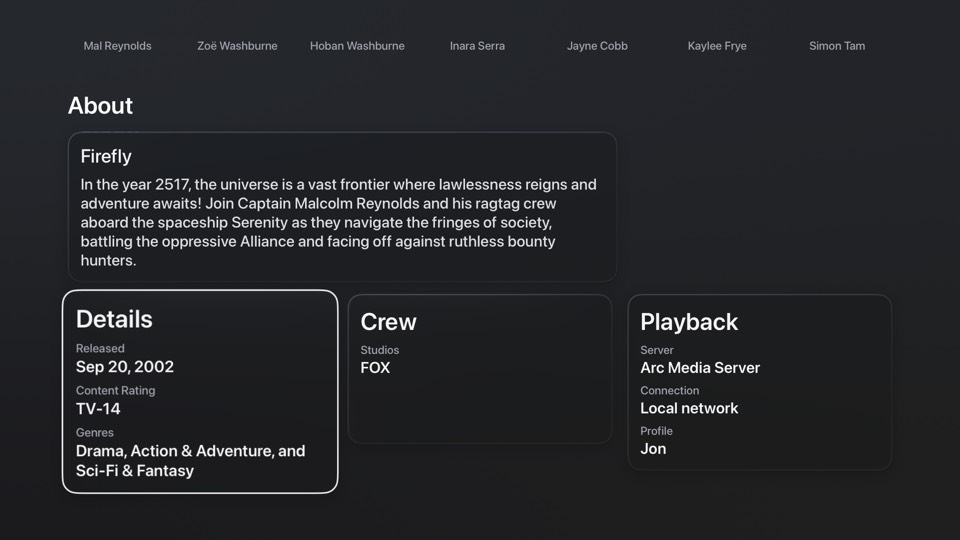 Mal Reynolds Zoë Washburne Hoban Washburne Inara Serra Jayne Cobb Kaylee Frye Simon Tam
About
Firefly
In the year 2517, the universe is a vast frontier where lawlessness reigns and
adventure awaits! Join Captain Malcolm Reynolds and his ragtag crew
aboard the spaceship Serenity as they navigate the fringes of society,
battling the oppressive Alliance and facing off against ruthless bounty
hunters.
Details
Released
Sep 20, 2002
Content Rating
TV-14
Genres
Drama, Action & Adventure, and
Sci-Fi & Fantasy
Crew
Studios
FOX
Playback
Server
Arc Media Server
Connection
Local network
Profile
Jon